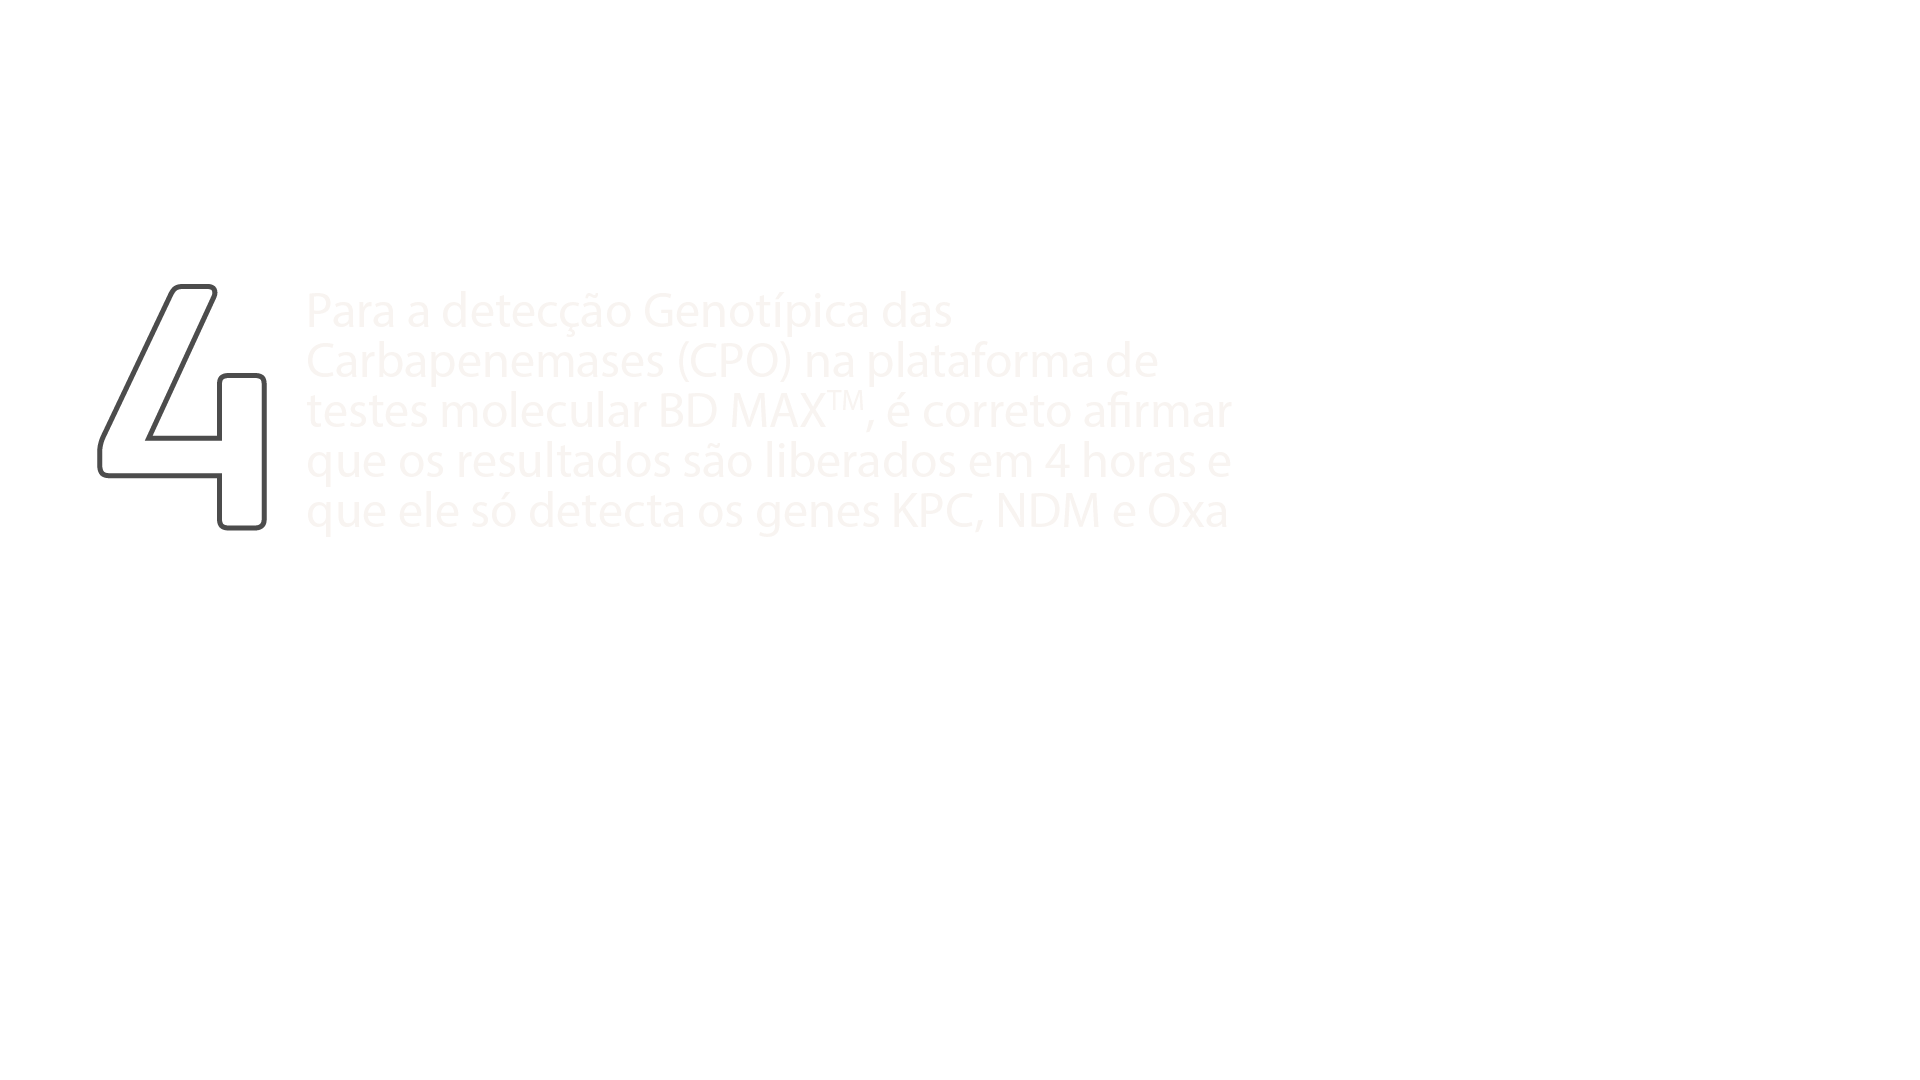 4
Para a detecção Genotípica das
Carbapenemases (CPO) na plataforma de
testes molecular BD MAX™, é correto afirmar
que os resultados são liberados em 4 horas e
que ele só detecta os genes KPC, NDM e Oxa